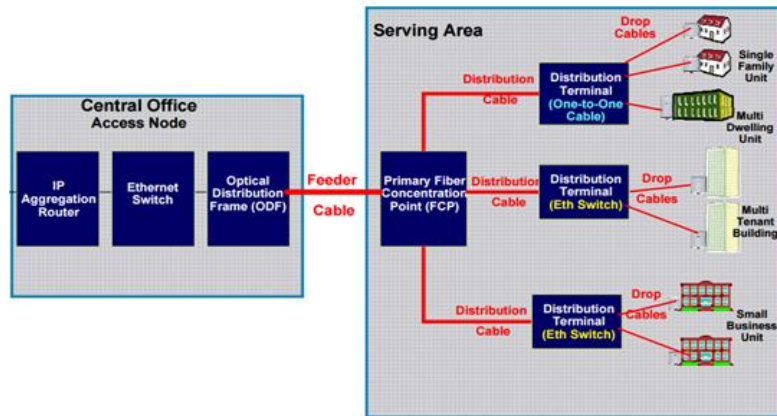 Central Office
Access Node
IP
Aggregation
Router
Ethernet
Switch
Optical
Distribution
Frame (ODF)
Feeder
Cable
Serving Area
Primary Fiber
Concentration
Point (FCP)
Distribution
Cable
Distribution
Terminal
(One-to-One
Cable)
Drop
Cables
Single
Family
Unit
Multi
Dwelling
Unit
Distribution
Cable
Distribution
Terminal
(Eth Switch)
Drop
Cables
Multi
Tenant
Building
Distribution
Cable
Distribution
Terminal
(Eth Switch)
Drop
Cables
Small
Business
Unit